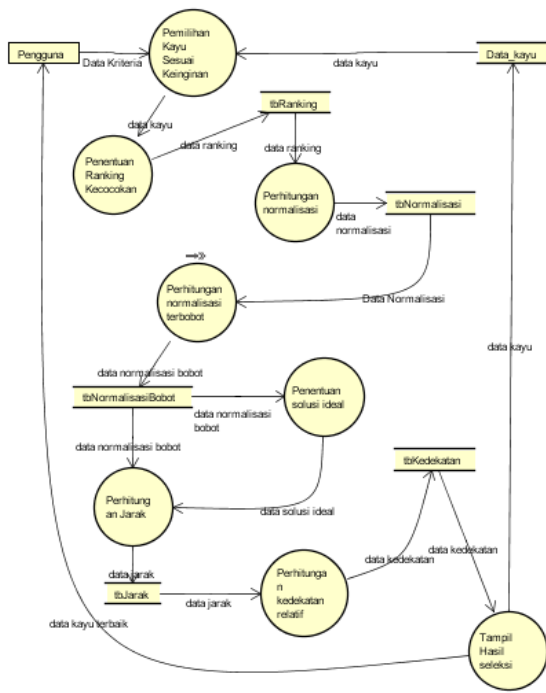 Pemilihan
Kayu
Sesuai
Keinginan
Pengguna
Data Kriteria
data kayu
Data_kayu
data kayu
tbRanking
data ranking
data ranking
Penentuan
Ranking
Kecocokan
Perhitungan
normalisasi
data
normalisasi
tbNormalisasi
Perhitungan
normalisasi
terbobot
Data Normalisasi
data kayu
data normalisasi bobot
tbNormalisasiBobot
data normalisasi
bobot
Penentuan
solusi ideal
data normalisasi bobot
tbKedekatan
Perhitung
an Jarak
data solusi ideal
data kedekatan
data kedekatan
data jarak
tbJarak
data jarak
Perhitunga
n
kedekatan
relatif
data kayu terbaik
Tampil
Hasil
seleksi